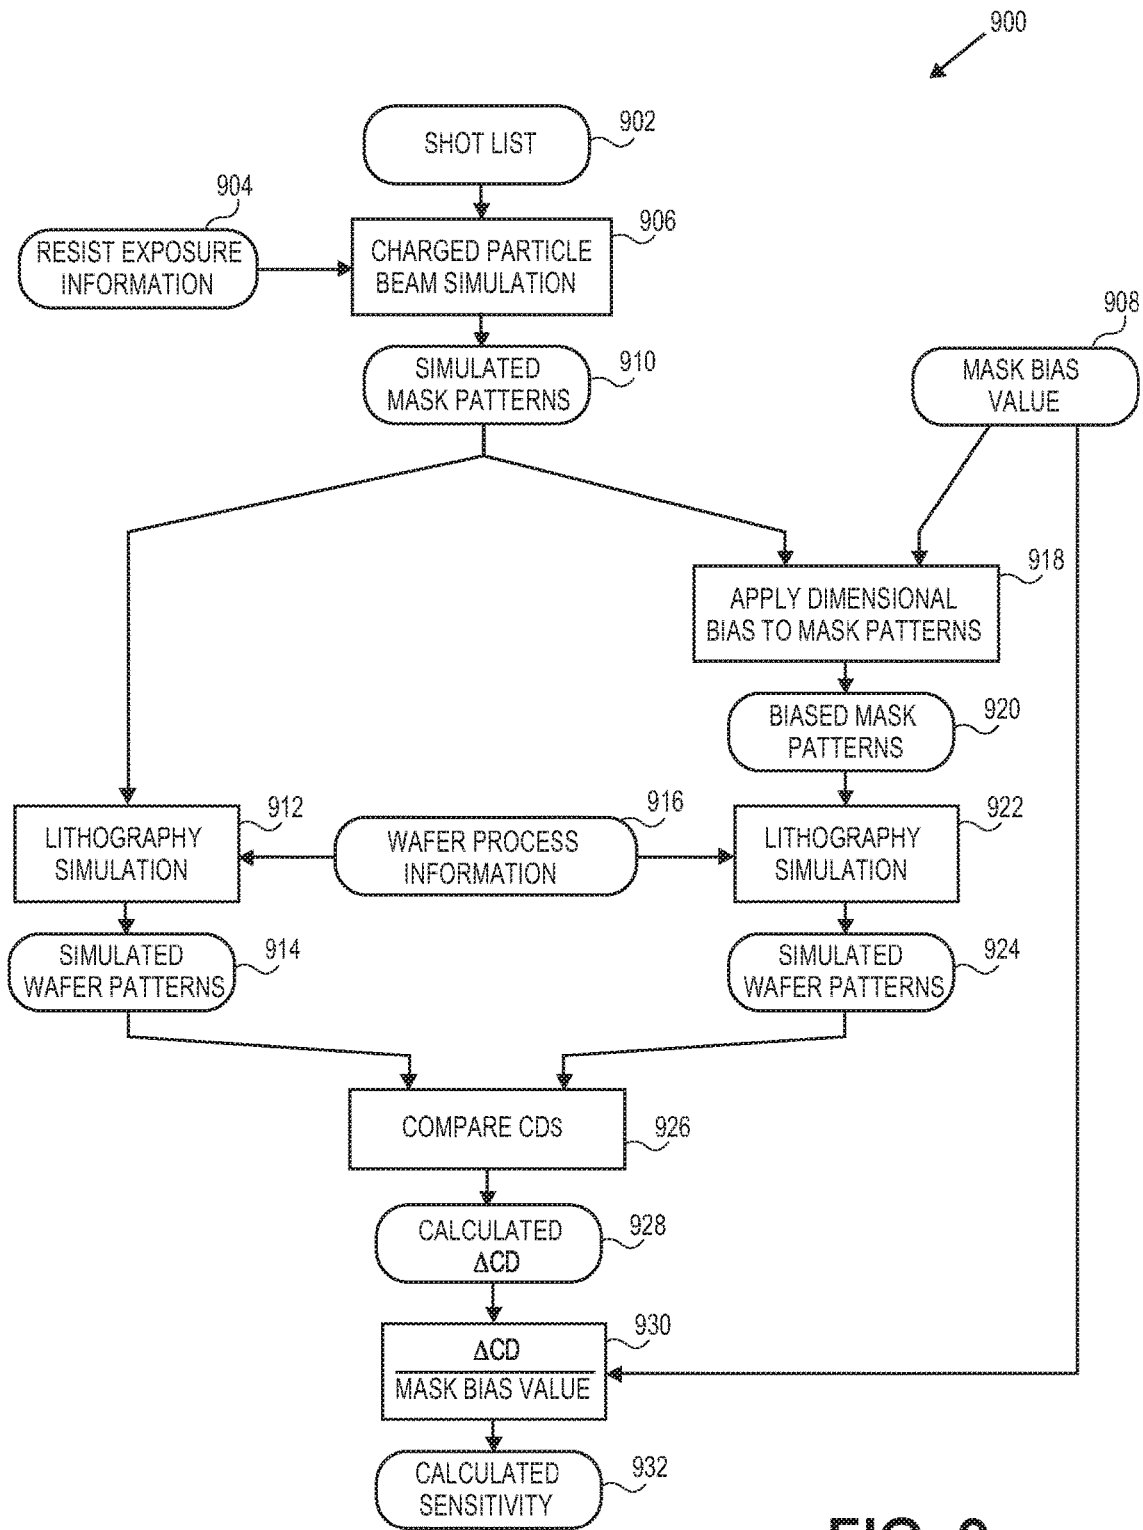 900
SHOT LIST
902
904
RESIST EXPOSURE
INFORMATION
906
CHARGED PARTICLE
BEAM SIMULATION
908
MASK BIAS
VALUE
SIMULATED
MASK PATTERNS
910
918
APPLY DIMENSIONAL
BIAS TO MASK PATTERNS
BIASED MASK
PATTERNS
920
912
LITHOGRAPHY
SIMULATION
916
WAFER PROCESS
INFORMATION
922
LITHOGRAPHY
SIMULATION
SIMULATED
WAFER PATTERNS
914
SIMULATED
WAFER PATTERNS
924
COMPARE CDS
926
CALCULATED
ΔCD
928
930
ΔCD
MASK BIAS VALUE
CALCULATED
SENSITIVITY
932